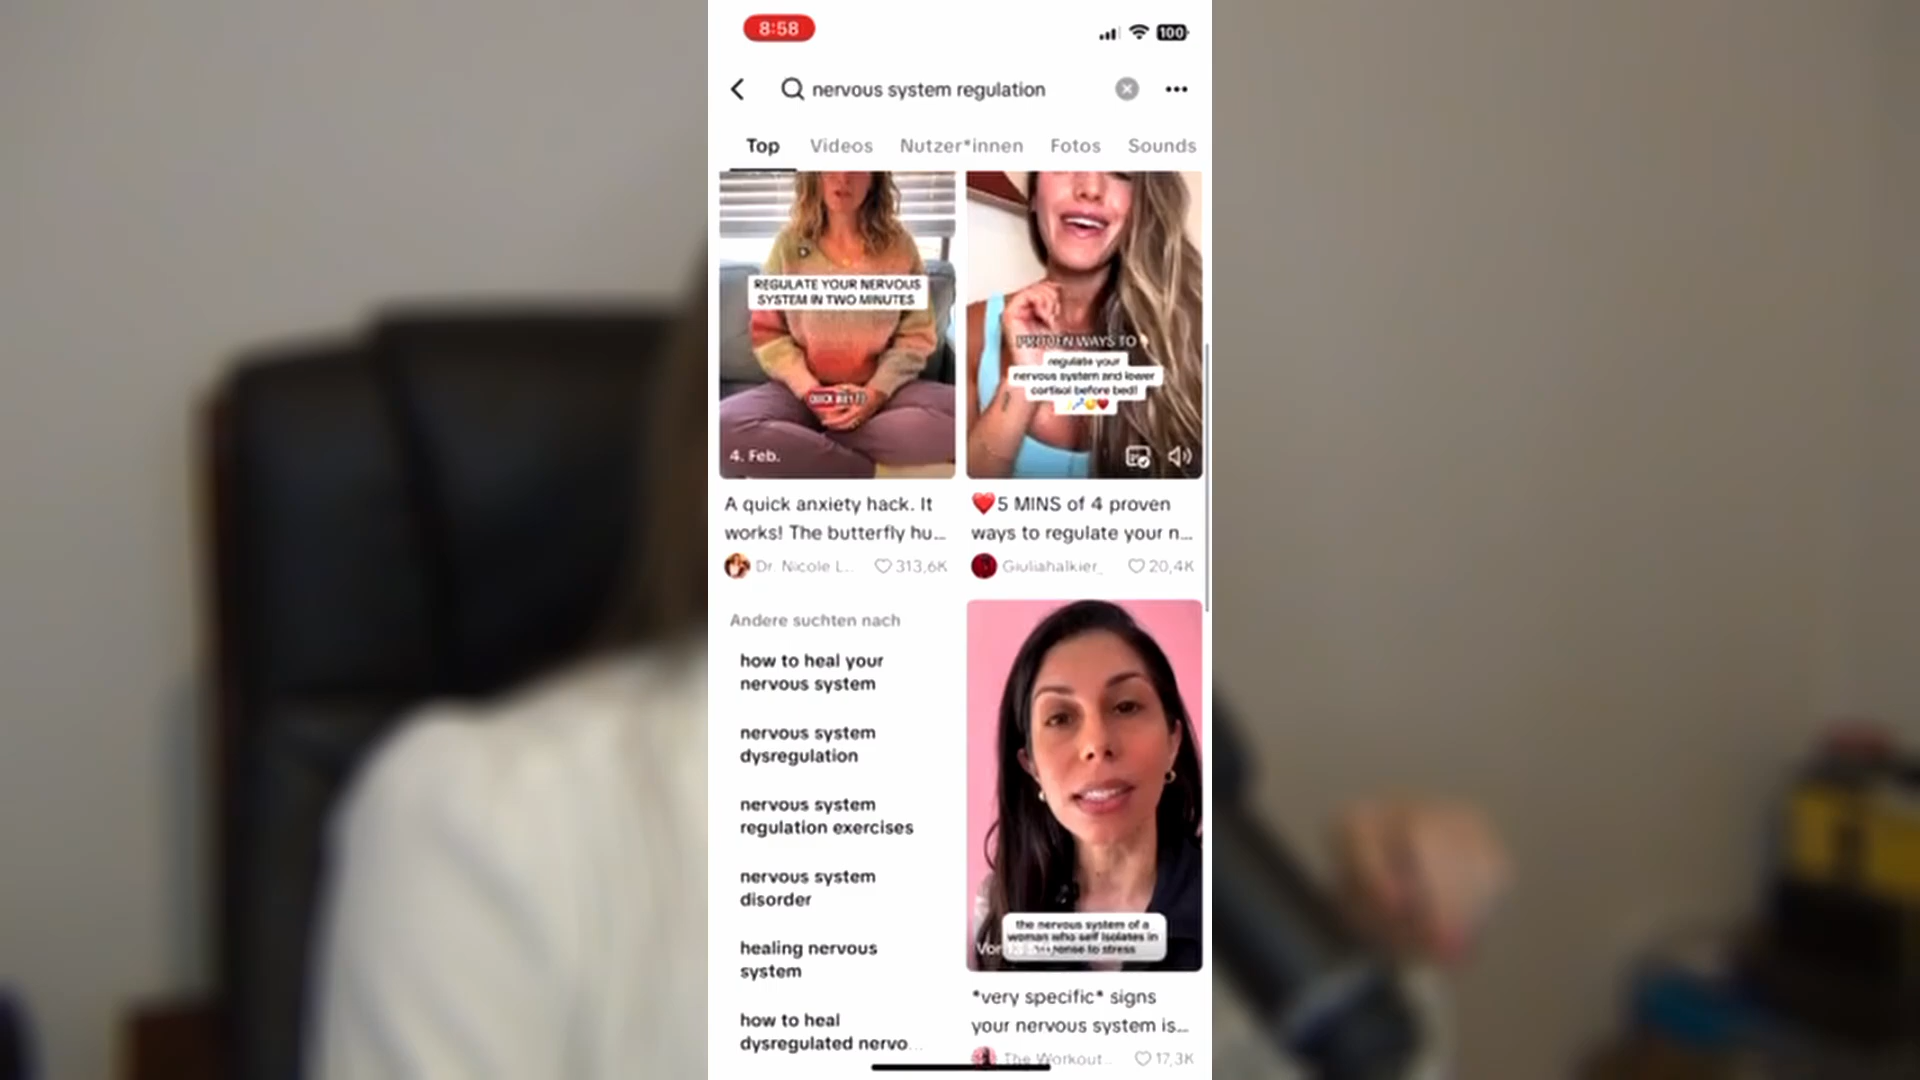 8:58
100
nervous system regulation
Top Videos Nutzer*innen Fotos Sounds
REGULATE YOUR NERVOUS
SYSTEM IN TWO MINUTES
4. Feb.
A quick anxiety hack. It
works! The butterfly hu...
Dr. Nicole L.. 313,6K
PROVEN WAYS TO
regulate your
nervous system and lower
cortisol before bed!
❤️5 MINS of 4 proven
ways to regulate your n...
Giuliahalkier_ 20,4K
Andere suchten nach
how to heal your
nervous system
nervous system
dysregulation
nervous system
regulation exercises
nervous system
disorder
healing nervous
system
how to heal
dysregulated nervo...
the nervous system of a
woman who self isolates in
to stress
*very specific* signs
your nervous system is...
The Workout... 17,3K